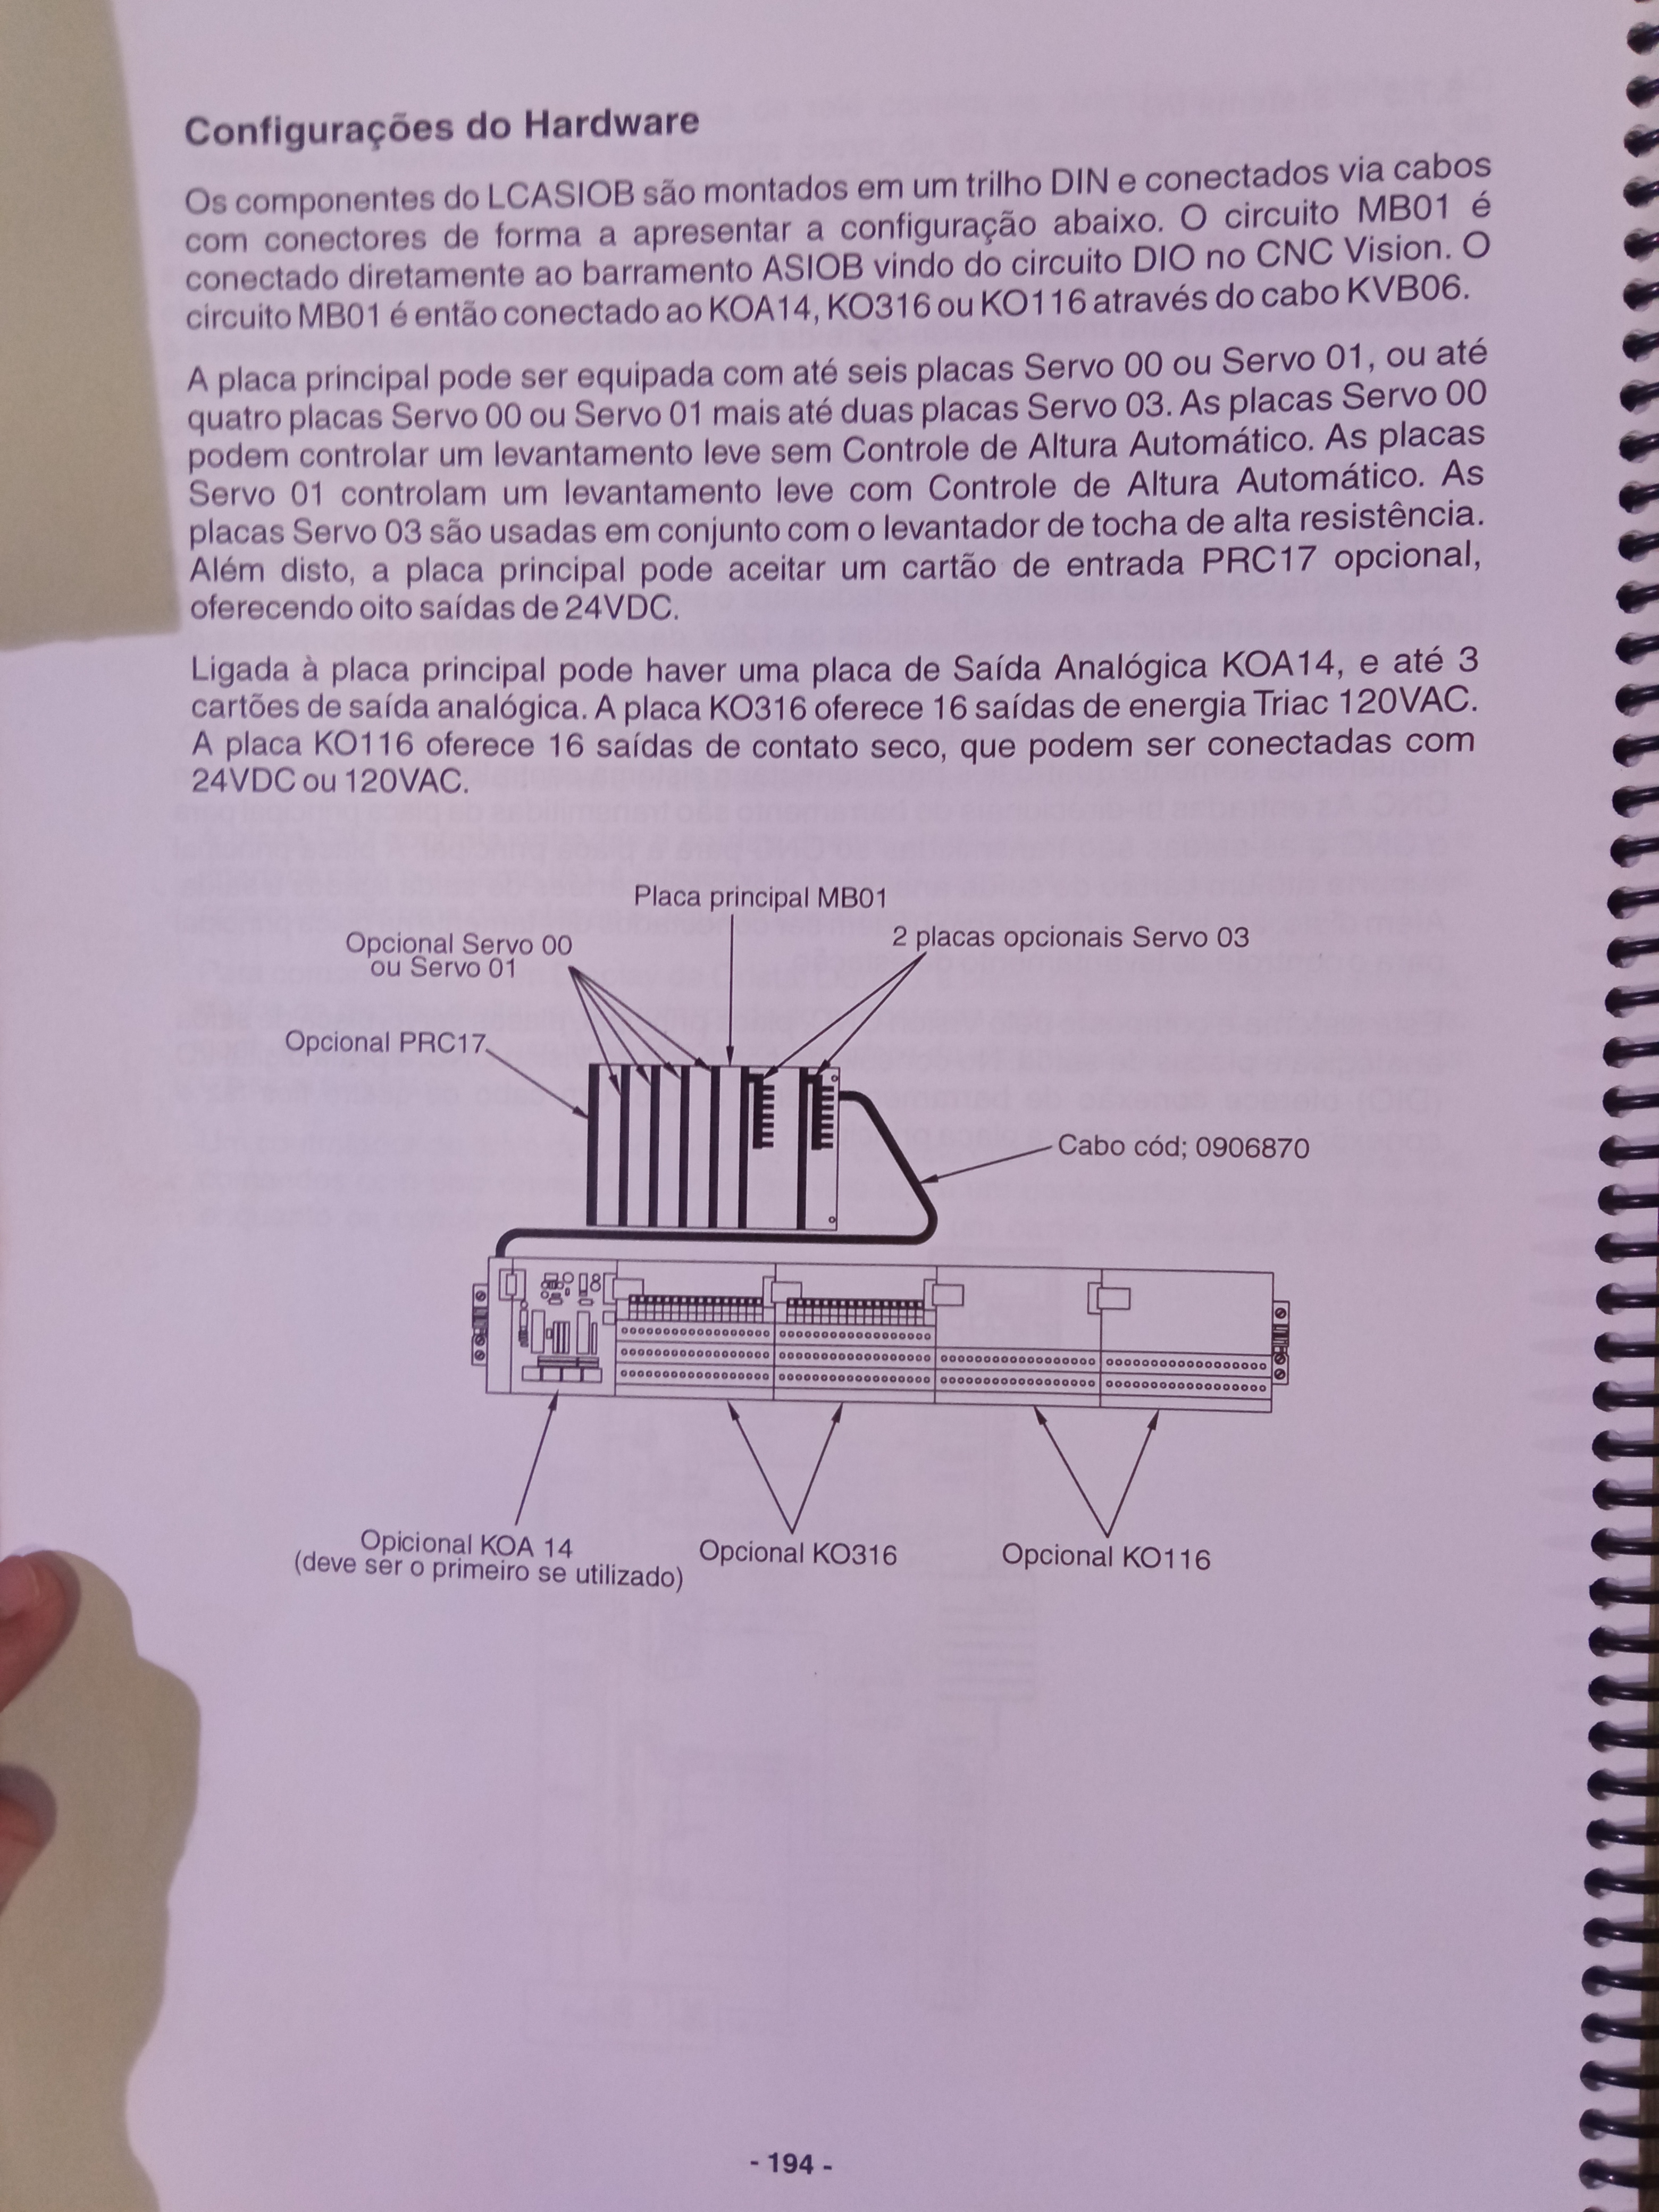 Configurações do Hardware
Os componentes do LCASIOB são montados em um trilho DIN e conectados via cabos
com conectores de forma a apresentar a configuração abaixo. O circuito MB01 é
conectado diretamente ao barramento ASIOB vindo do circuito DIO no CNC Vision. O
circuito MB01 é então conectado ao KOA14, KO316 ou KO116 através do cabo KVB06.
A placa principal pode ser equipada com até seis placas Servo 00 ou Servo 01, ou até
quatro placas Servo 00 ou Servo 01 mais até duas placas Servo 03. As placas Servo 00
podem controlar um levantamento leve sem Controle de Altura Automático. As placas
Servo 01 controlam um levantamento leve com Controle de Altura Automático. As
placas Servo 03 são usadas em conjunto com o levantador de tocha de alta resistência.
Além disto, a placa principal pode aceitar um cartão de entrada PRC17 opcional,
oferecendo oito saídas de 24VDC.
Ligada à placa principal pode haver uma placa de Saída Analógica KOA14, e até 3
cartões de saída analógica. A placa KO316 oferece 16 saídas de energia Triac 120VAC.
A placa KO116 oferece 16 saídas de contato seco, que podem ser conectadas com
24VDC ou 120VAC.
Placa principal MB01
Opcional Servo 00
ou Servo 01
2 placas opcionais Servo 03
Opcional PRC17
Cabo cód; 0906870
Opicional KOA 14
(deve ser o primeiro se utilizado)
Opcional KO316
Opcional KO116
- 194 -